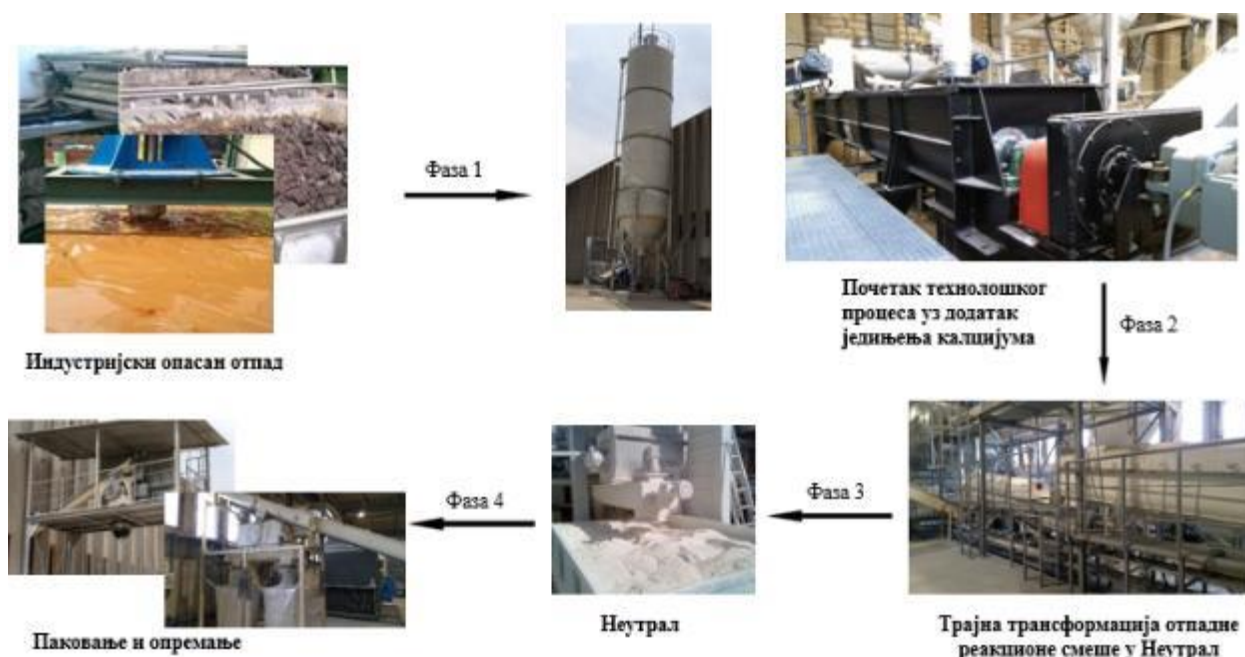 Фаза 1
Индустријски опасан отпад
Почетак технолошког
процеса уз додатак
једињења калцијума
Фаза 2
Трајна трансформација отпадне
реакционе смеше у Неутрал
Фаза 3
Неутрал
Фаза 4
Паковање и опремање